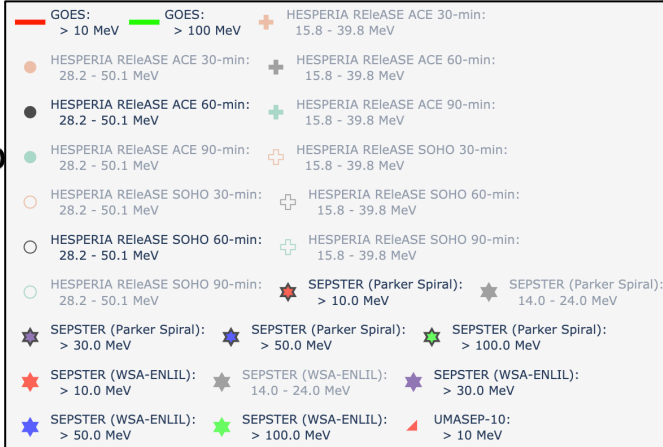 GOES: GOES: HESPERIA REleASE ACE 30-min:
> 10 MeV > 100 MeV 15.8 - 39.8 MeV
HESPERIA REleASE ACE 30-min: HESPERIA REleASE ACE 60-min:
28.2 - 50.1 MeV 15.8 - 39.8 MeV
HESPERIA REleASE ACE 60-min: HESPERIA REleASE ACE 90-min:
28.2 - 50.1 MeV 15.8 - 39.8 MeV
HESPERIA REleASE ACE 90-min: HESPERIA REleASE SOHO 30-min:
28.2 - 50.1 MeV 15.8 - 39.8 MeV
HESPERIA REleASE SOHO 30-min: HESPERIA REleASE SOHO 60-min:
28.2 - 50.1 MeV 15.8 - 39.8 MeV
HESPERIA REleASE SOHO 60-min: HESPERIA REleASE SOHO 90-min:
28.2 - 50.1 MeV 15.8 - 39.8 MeV
HESPERIA REleASE SOHO 90-min: SEPSTER (Parker Spiral): SEPSTER (Parker Spiral):
28.2 - 50.1 MeV > 10.0 MeV 14.0 - 24.0 MeV
SEPSTER (Parker Spiral): SEPSTER (Parker Spiral): SEPSTER (Parker Spiral):
> 30.0 MeV > 50.0 MeV > 100.0 MeV
SEPSTER (WSA-ENLIL): SEPSTER (WSA-ENLIL): SEPSTER (WSA-ENLIL):
> 10.0 MeV 14.0 - 24.0 MeV > 30.0 MeV
SEPSTER (WSA-ENLIL): SEPSTER (WSA-ENLIL): UMASEP-10:
> 50.0 MeV > 100.0 MeV > 10 MeV